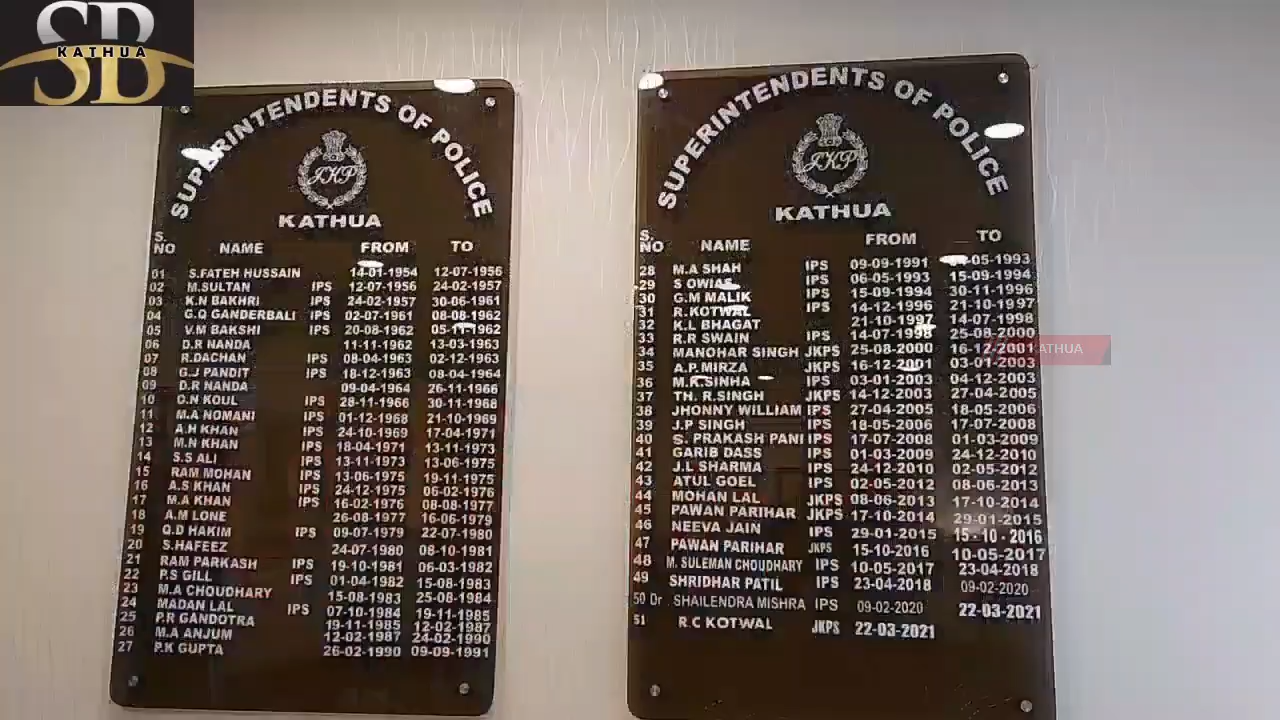 SB
KATHUA
SUPERINTENDENTS OF POLICE
JKP
KATHUA
S. NO NAME FROM TO
01 S.FATEH HUSSAIN 14-01-1954 12-07-1956
02 M.SULTAN IPS 12-07-1956 24-02-1957
03 K.N BAKHRI IPS 24-02-1957 30-06-1961
04 G.Q GANDERBALI IPS 02-07-1961 08-08-1962
05 V.M BAKSHI IPS 20-08-1962 05-11-1962
06 D.R NANDA 11-11-1962 13-03-1963
07 R.DACHAN IPS 08-04-1963 02-12-1963
08 G.J PANDIT IPS 18-12-1963 08-04-1964
09 D.R NANDA 09-04-1964 26-11-1966
10 O.N KOUL IPS 28-11-1966 30-11-1968
11 M.A NOMANI IPS 01-12-1968 21-10-1969
12 A.H KHAN IPS 24-10-1969 17-04-1971
13 M.N KHAN IPS 18-04-1971 13-11-1973
14 S.S ALI IPS 13-11-1973 13-06-1975
15 RAM MOHAN IPS 13-06-1975 19-11-1975
16 A.S KHAN IPS 24-12-1975 06-02-1976
17 M.A KHAN IPS 16-02-1976 08-08-1977
18 A.M LONE 26-08-1977 16-06-1979
19 Q.D HAKIM IPS 09-07-1979 22-07-1980
20 S.HAFEEZ 24-07-1980 08-10-1981
21 RAM PARKASH IPS 19-10-1981 06-03-1982
22 P.S GILL IPS 01-04-1982 15-08-1983
23 M.A CHOUDHARY 15-08-1983 25-08-1984
24 MADAN LAL IPS 07-10-1984 19-11-1985
25 P.R GANDOTRA 19-11-1985 12-02-1987
26 M.A ANJUM 12-02-1987 24-02-1990
27 P.K GUPTA 26-02-1990 09-09-1991
SUPERINTENDENTS OF POLICE
JKP
KATHUA
S. NO NAME FROM TO
28 M.A SHAH IPS 09-09-1991 05-1993
29 S OWIAS IPS 06-05-1993 15-09-1994
30 G.M MALIK IPS 15-09-1994 30-11-1996
31 R.KOTWAL IPS 14-12-1996 21-10-1997
32 K.L BHAGAT 21-10-1997 14-07-1998
33 R.R SWAIN IPS 14-07-1998 25-08-2000
34 MANOHAR SINGH JKPS 25-08-2000 16-12-2001
35 A.P.MIRZA JKPS 16-12-2001 03-01-2003
36 M.K.SINHA IPS 03-01-2003 04-12-2003
37 TH. R.SINGH JKPS 14-12-2003 27-04-2005
38 JHONNY WILLIAM IPS 27-04-2005 18-05-2006
39 J.P SINGH IPS 18-05-2006 17-07-2008
40 S. PRAKASH PANI IPS 17-07-2008 01-03-2009
41 GARIB DASS IPS 01-03-2009 24-12-2010
42 J.L SHARMA IPS 24-12-2010 02-05-2012
43 ATUL GOEL IPS 02-05-2012 08-06-2013
44 MOHAN LAL JKPS 08-06-2013 17-10-2014
45 PAWAN PARIHAR JKPS 17-10-2014 29-01-2015
46 NEEVA JAIN IPS 29-01-2015 15-10-2016
47 PAWAN PARIHAR JKPS 15-10-2016 10-05-2017
48 M. SULEMAN CHOUDHARY IPS 10-05-2017 23-04-2018
49 SHRIDHAR PATIL IPS 23-04-2018 09-02-2020
50 Dr. SHAILENDRA MISHRA IPS 09-02-2020 22-03-2021
51 R.C KOTWAL JKPS 22-03-2021
KATHUA